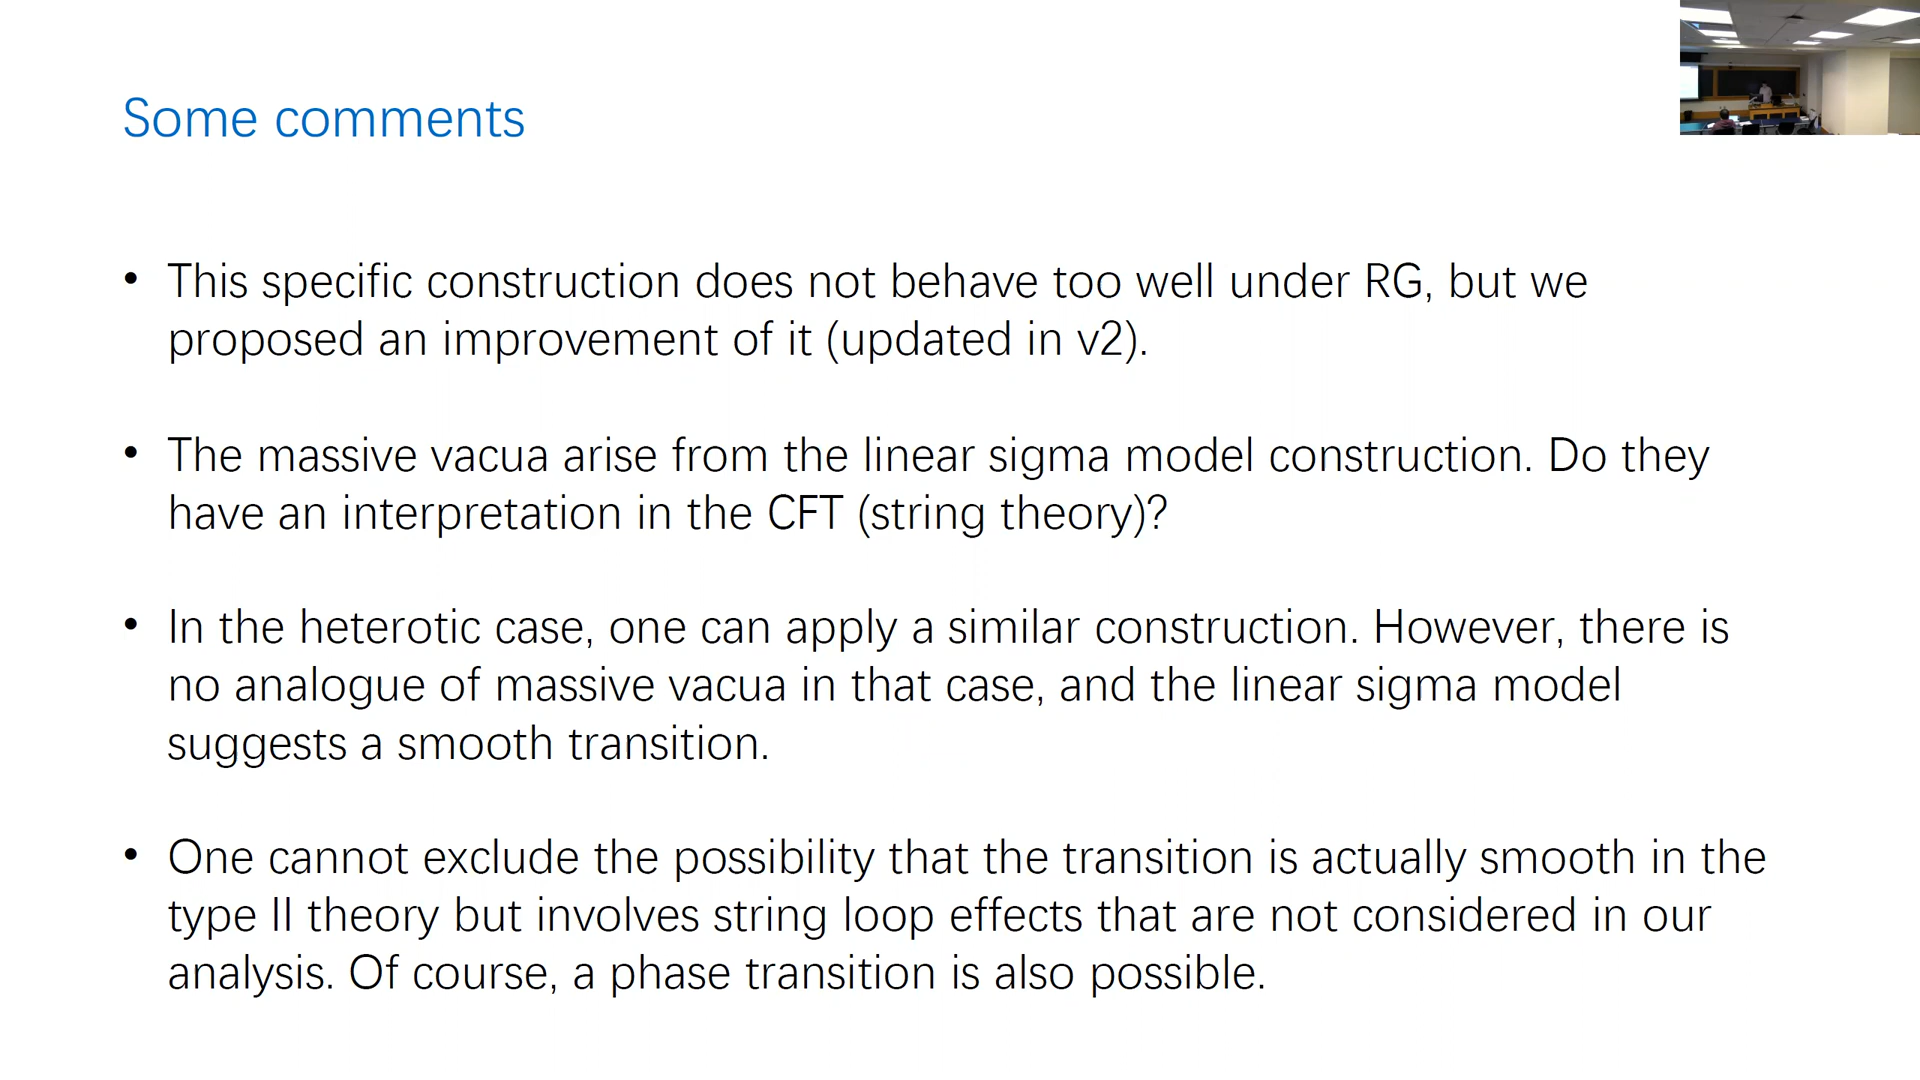 Some comments
• This specific construction does not behave too well under RG, but we
proposed an improvement of it (updated in v2).
• The massive vacua arise from the linear sigma model construction. Do they
have an interpretation in the CFT (string theory)?
• In the heterotic case, one can apply a similar construction. However, there is
no analogue of massive vacua in that case, and the linear sigma model
suggests a smooth transition.
• One cannot exclude the possibility that the transition is actually smooth in the
type II theory but involves string loop effects that are not considered in our
analysis. Of course, a phase transition is also possible.